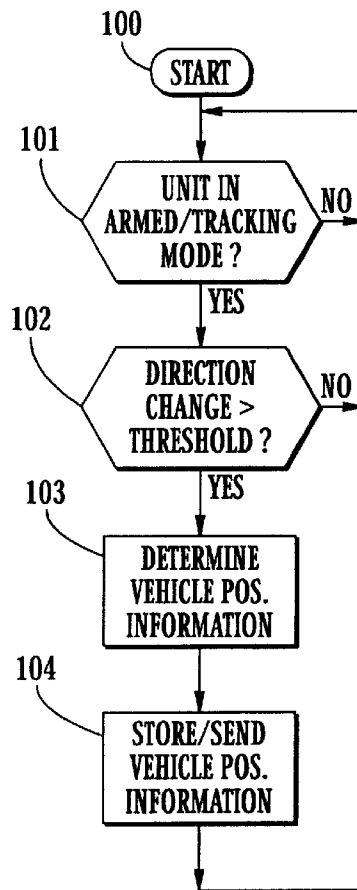 100
START
101
UNIT IN
ARMED/TRACKING
MODE ?
NO
YES
102
DIRECTION
CHANGE >
THRESHOLD ?
NO
YES
103
DETERMINE
VEHICLE POS.
INFORMATION
104
STORE/SEND
VEHICLE POS.
INFORMATION